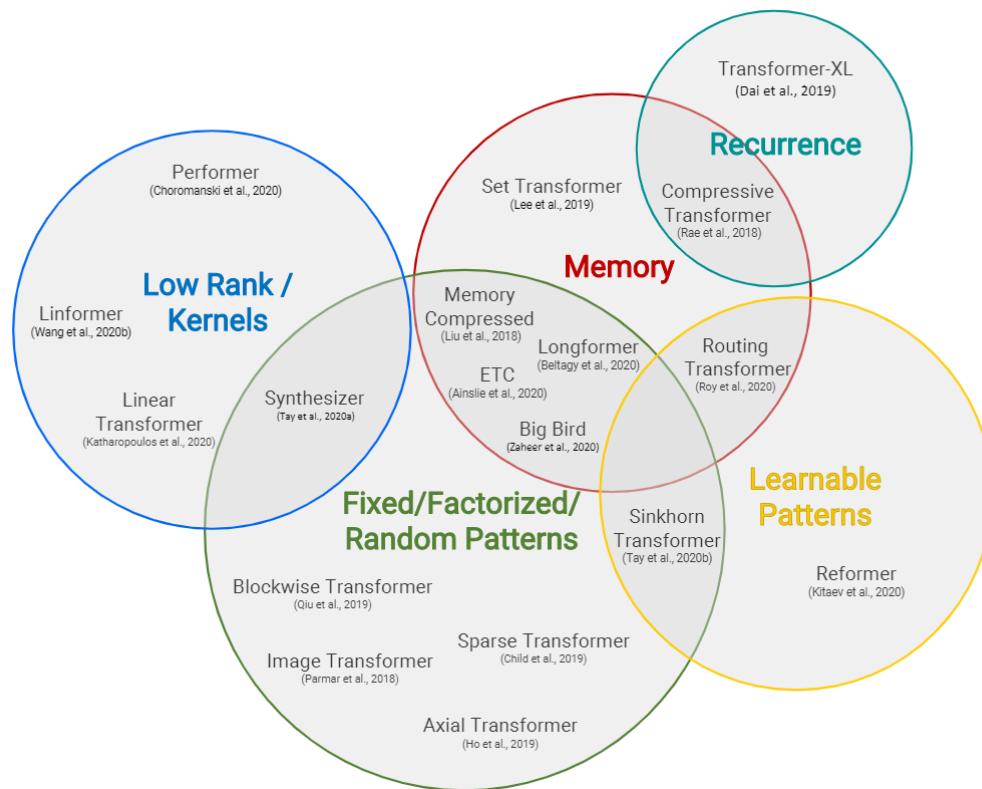 Transformer-XL
(Dai et al., 2019)
Recurrence
Performer
(Choromanski et al., 2020)
Set Transformer
(Lee et al., 2019)
Compressive
Transformer
(Rae et al., 2018)
Memory
Low Rank /
Kernels
Linformer
(Wang et al., 2020b)
Memory
Compressed
(Liu et al., 2018)
Longformer
(Beltagy et al., 2020)
Routing
Transformer
(Roy et al., 2020)
ETC
(Ainslie et al., 2020)
Linear
Transformer
(Katharopoulos et al., 2020)
Synthesizer
(Tay et al., 2020a)
Big Bird
(Zaheer et al., 2020)
Learnable
Patterns
Fixed/Factorized/
Random Patterns
Sinkhorn
Transformer
(Tay et al., 2020b)
Reformer
(Kitaev et al., 2020)
Blockwise Transformer
(Qiu et al., 2019)
Sparse Transformer
(Child et al., 2019)
Image Transformer
(Parmar et al., 2018)
Axial Transformer
(Ho et al., 2019)